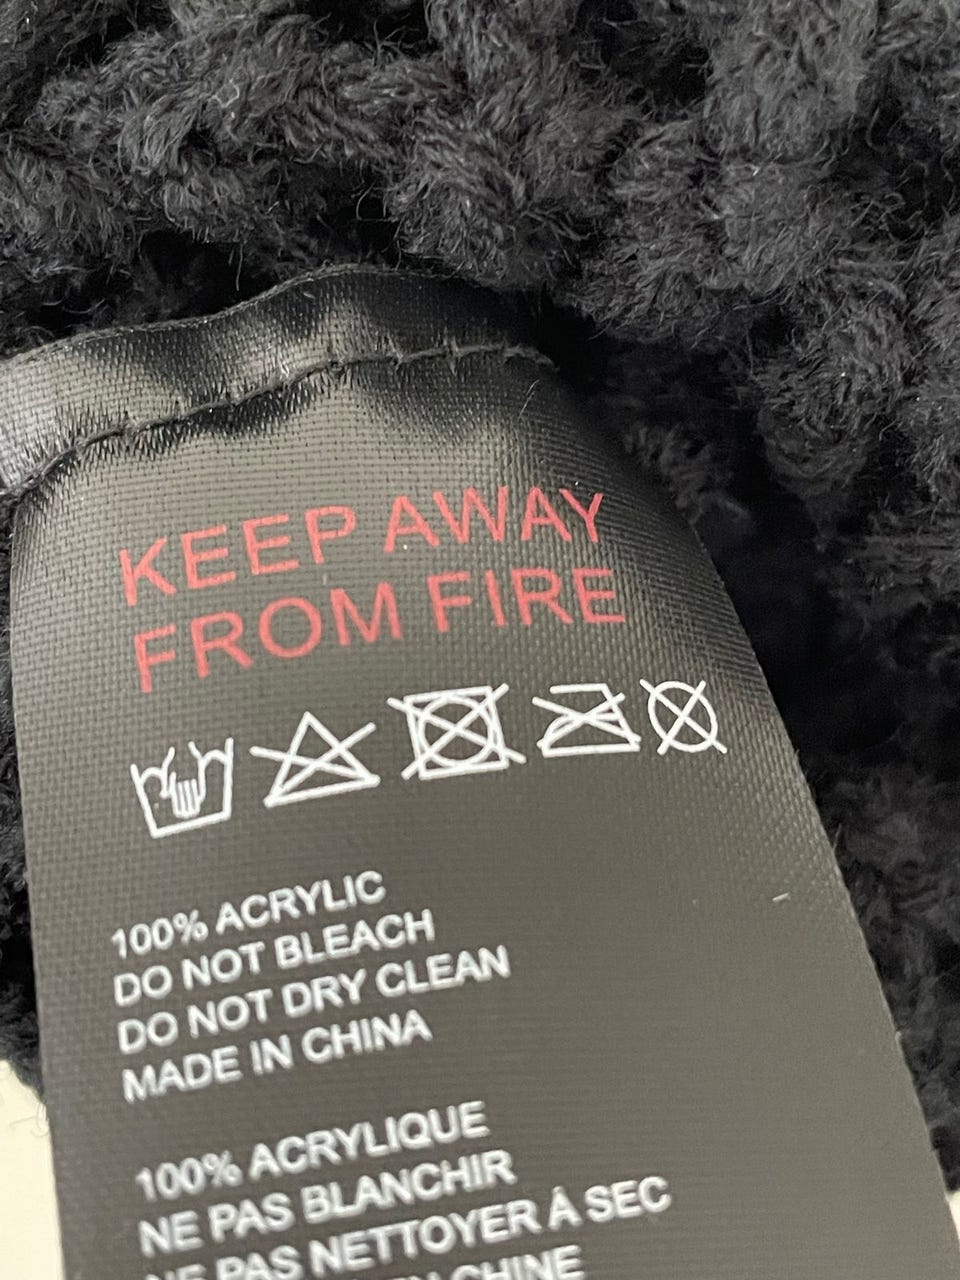 KEEP AWAY
FROM FIRE
100% ACRYLIC
DO NOT BLEACH
DO NOT DRY CLEAN
MADE IN CHINA
100% ACRYLIQUE
NE PAS BLANCHIR
NE PAS NETTOYER À SEC
CHINE